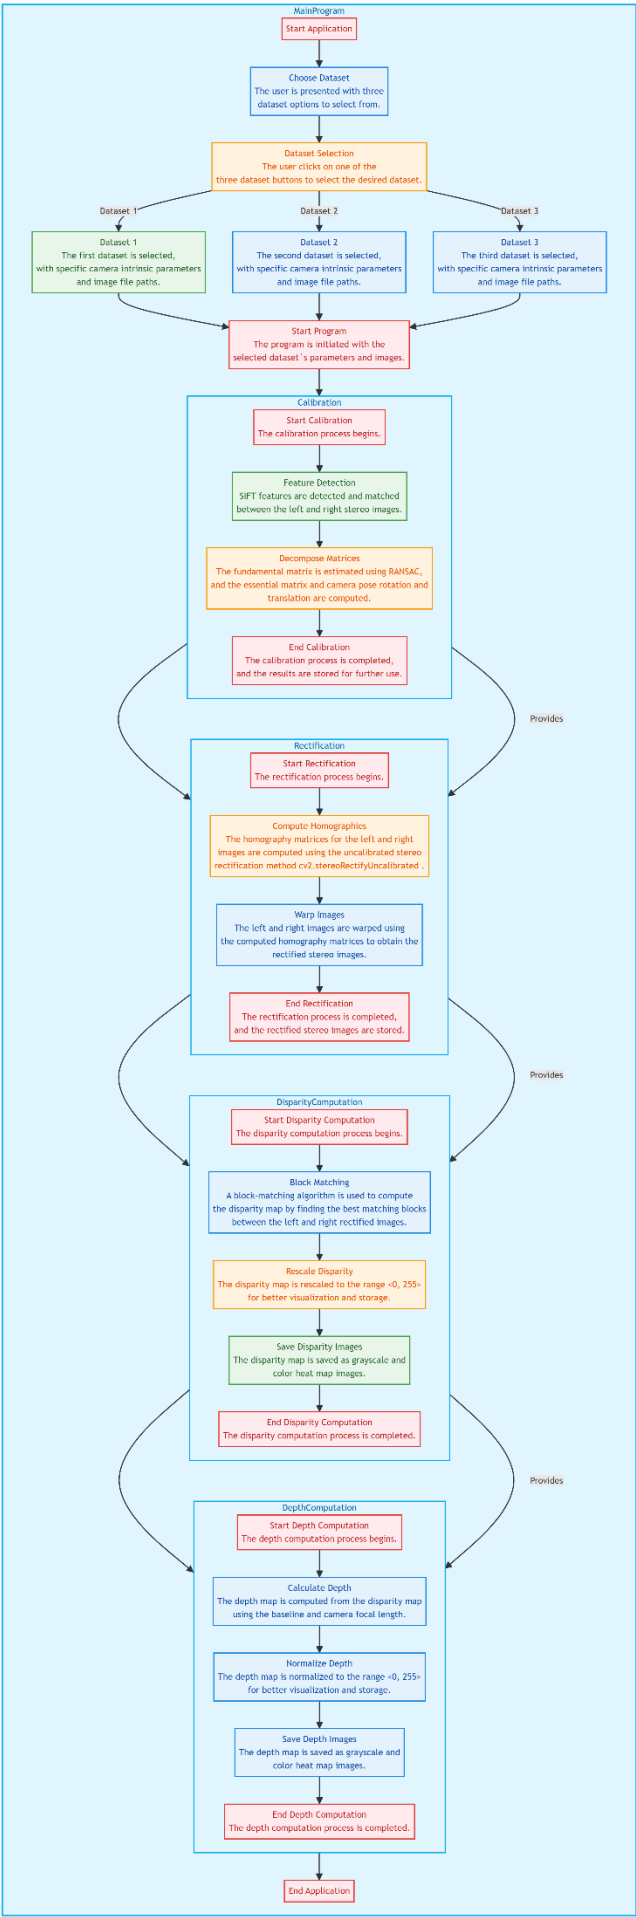 MainProgram
Start Application
Choose Dataset
The user is presented with three
dataset options to select from.
Dataset Selection
The user clicks on one of the
three dataset buttons to select the desired dataset.
Dataset 1
Dataset 2
Dataset 3
Dataset 1
The first dataset is selected,
with specific camera intrinsic parameters
and image file paths.
Dataset 2
The second dataset is selected,
with specific camera intrinsic parameters
and image file paths.
Dataset 3
The third dataset is selected,
with specific camera intrinsic parameters
and image file paths.
Start Program
The program is initiated with the
selected dataset`s parameters and images.
Calibration
Start Calibration
The calibration process begins.
Feature Detection
SIFT features are detected and matched
between the left and right stereo images.
Decompose Matrices
The fundamental matrix is estimated using RANSAC,
and the essential matrix and camera pose rotation and
translation are computed.
End Calibration
The calibration process is completed,
and the results are stored for further use.
Provides
Rectification
Start Rectification
The rectification process begins.
Compute Homographies
The homography matrices for the left and right
images are computed using the uncalibrated stereo
rectification method cv2.stereoRectifyUncalibrated .
Warp Images
The left and right images are warped using
the computed homography matrices to obtain the
rectified stereo images.
End Rectification
The rectification process is completed,
and the rectified stereo images are stored.
Provides
DisparityComputation
Start Disparity Computation
The disparity computation process begins.
Block Matching
A block-matching algorithm is used to compute
the disparity map by finding the best matching blocks
between the left and right rectified images.
Rescale Disparity
The disparity map is rescaled to the range <0, 255>
for better visualization and storage.
Save Disparity Images
The disparity map is saved as grayscale and
color heat map images.
End Disparity Computation
The disparity computation process is completed.
Provides
DepthComputation
Start Depth Computation
The depth computation process begins.
Calculate Depth
The depth map is computed from the disparity map
using the baseline and camera focal length.
Normalize Depth
The depth map is normalized to the range <0, 255>
for better visualization and storage.
Save Depth Images
The depth map is saved as grayscale and
color heat map images.
End Depth Computation
The depth computation process is completed.
End Application